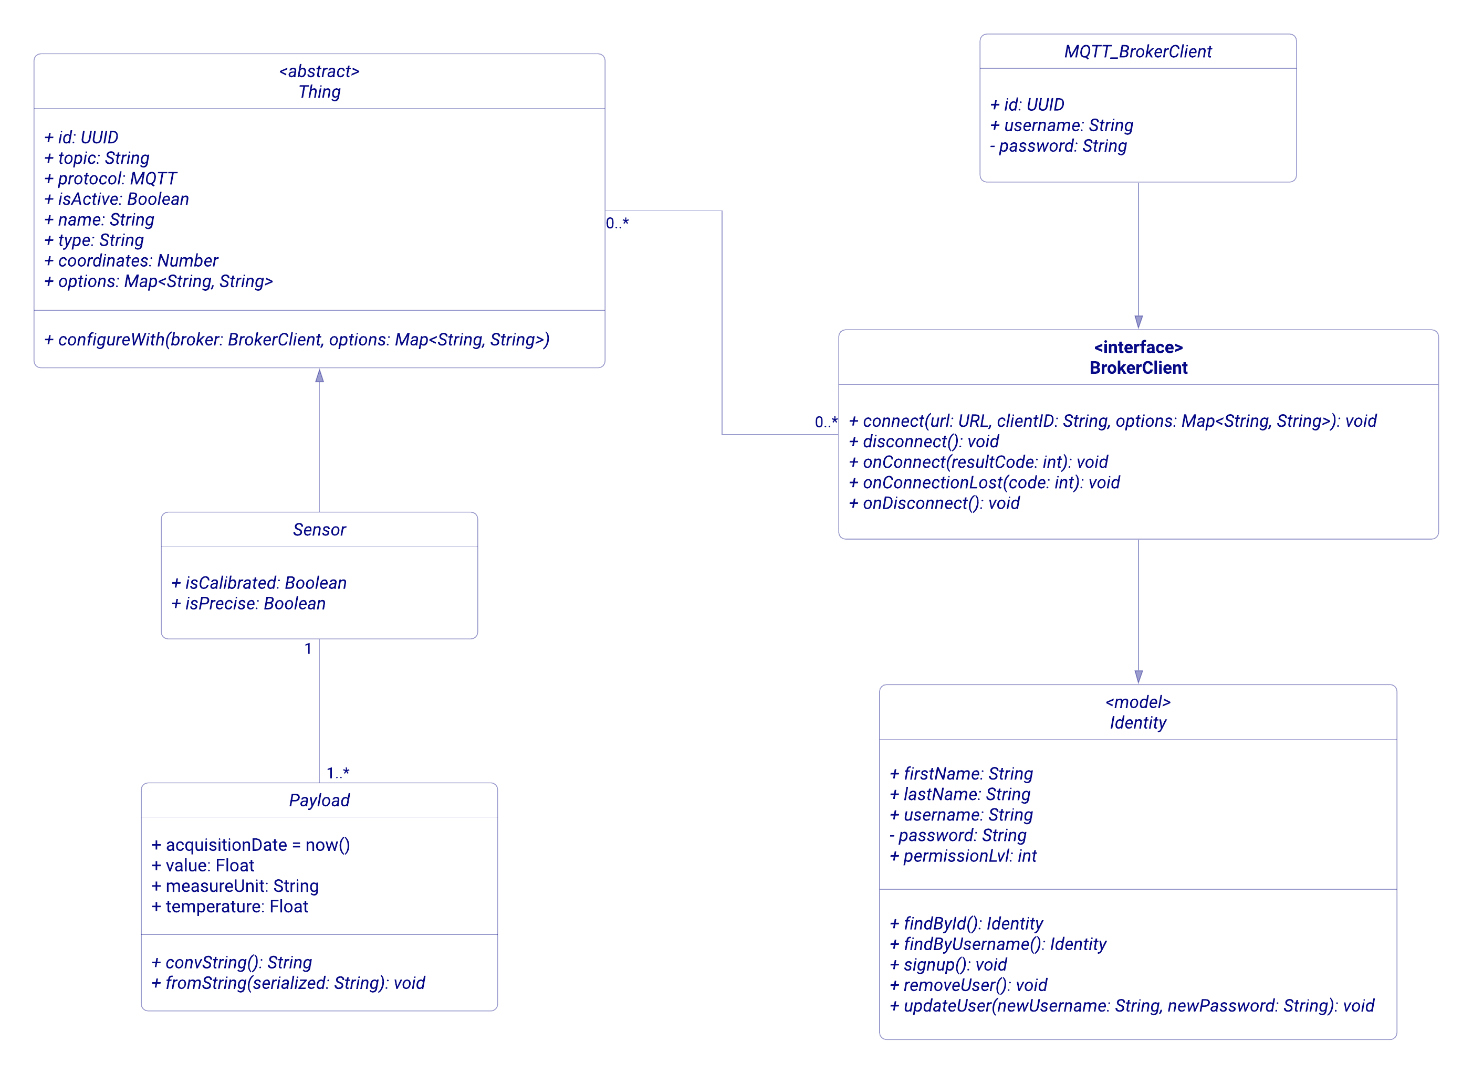 <abstract>
Thing
+ id: UUID
+ topic: String
+ protocol: MQTT
+ isActive: Boolean
+ name: String
+ type: String
+ coordinates: Number
+ options: Map<String, String>
+ configureWith(broker: BrokerClient, options: Map<String, String>)
0..*
MQTT_BrokerClient
+ id: UUID
+ username: String
- password: String
<interface>
BrokerClient
0..*
+ connect(url: URL, clientID: String, options: Map<String, String>): void
+ disconnect(): void
+ onConnect(resultCode: int): void
+ onConnectionLost(code: int): void
+ onDisconnect(): void
Sensor
+ isCalibrated: Boolean
+ isPrecise: Boolean
1
1..*
Payload
+ acquisitionDate = now()
+ value: Float
+ measureUnit: String
+ temperature: Float
+ convString(): String
+ fromString(serialized: String): void
<model>
Identity
+ firstName: String
+ lastName: String
+ username: String
- password: String
+ permissionLvl: int
+ findById(): Identity
+ findByUsername(): Identity
+ signup(): void
+ removeUser(): void
+ updateUser(newUsername: String, newPassword: String): void